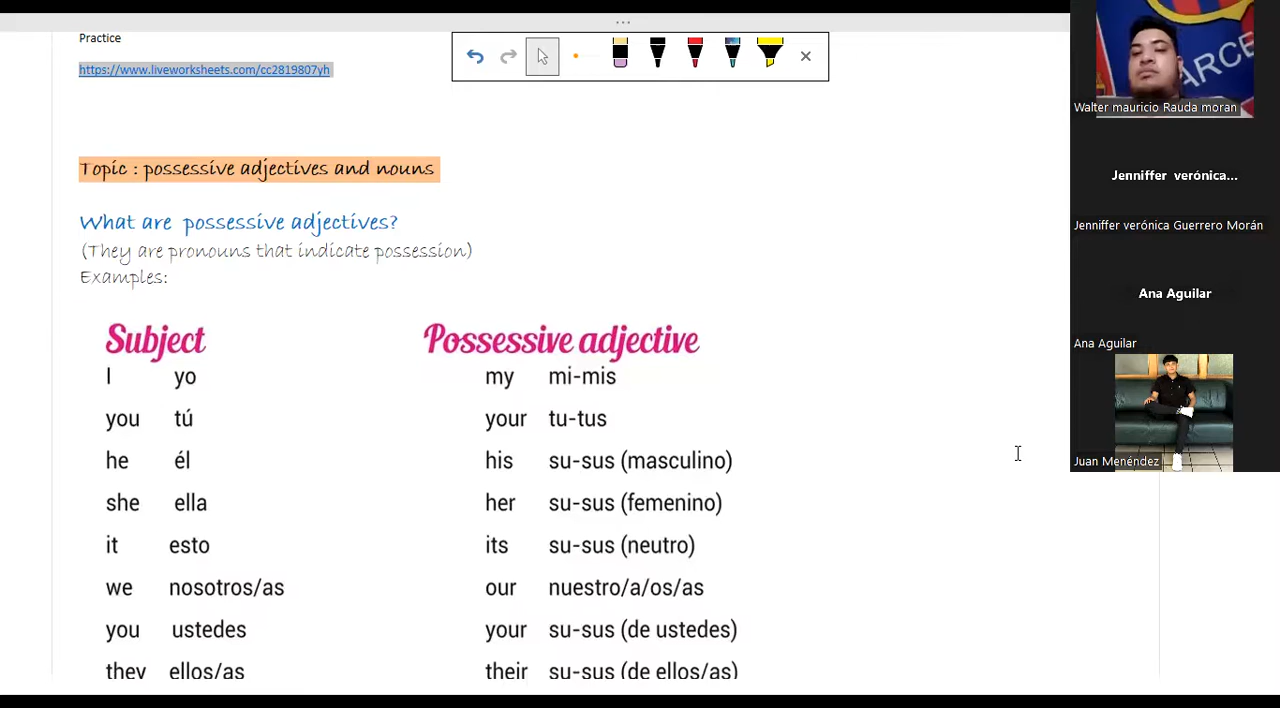 Practice
https://www.liveworksheets.com/cc2819807yh
Topic : possessive adjectives and nouns
What are possessive adjectives?
(They are pronouns that indicate possession)
Examples:
Subject Possessive adjective
I yo my mi-mis
you tú your tu-tus
he él his su-sus (masculino)
she ella her su-sus (femenino)
it esto its su-sus (neutro)
we nosotros/as our nuestro/a/os/as
you ustedes your su-sus (de ustedes)
they ellos/as their su-sus (de ellos/as)
ARCE
Walter mauricio Rauda moran
Jenniffer verónica...
Jenniffer verónica Guerrero Morán
Ana Aguilar
Ana Aguilar
Juan Menéndez